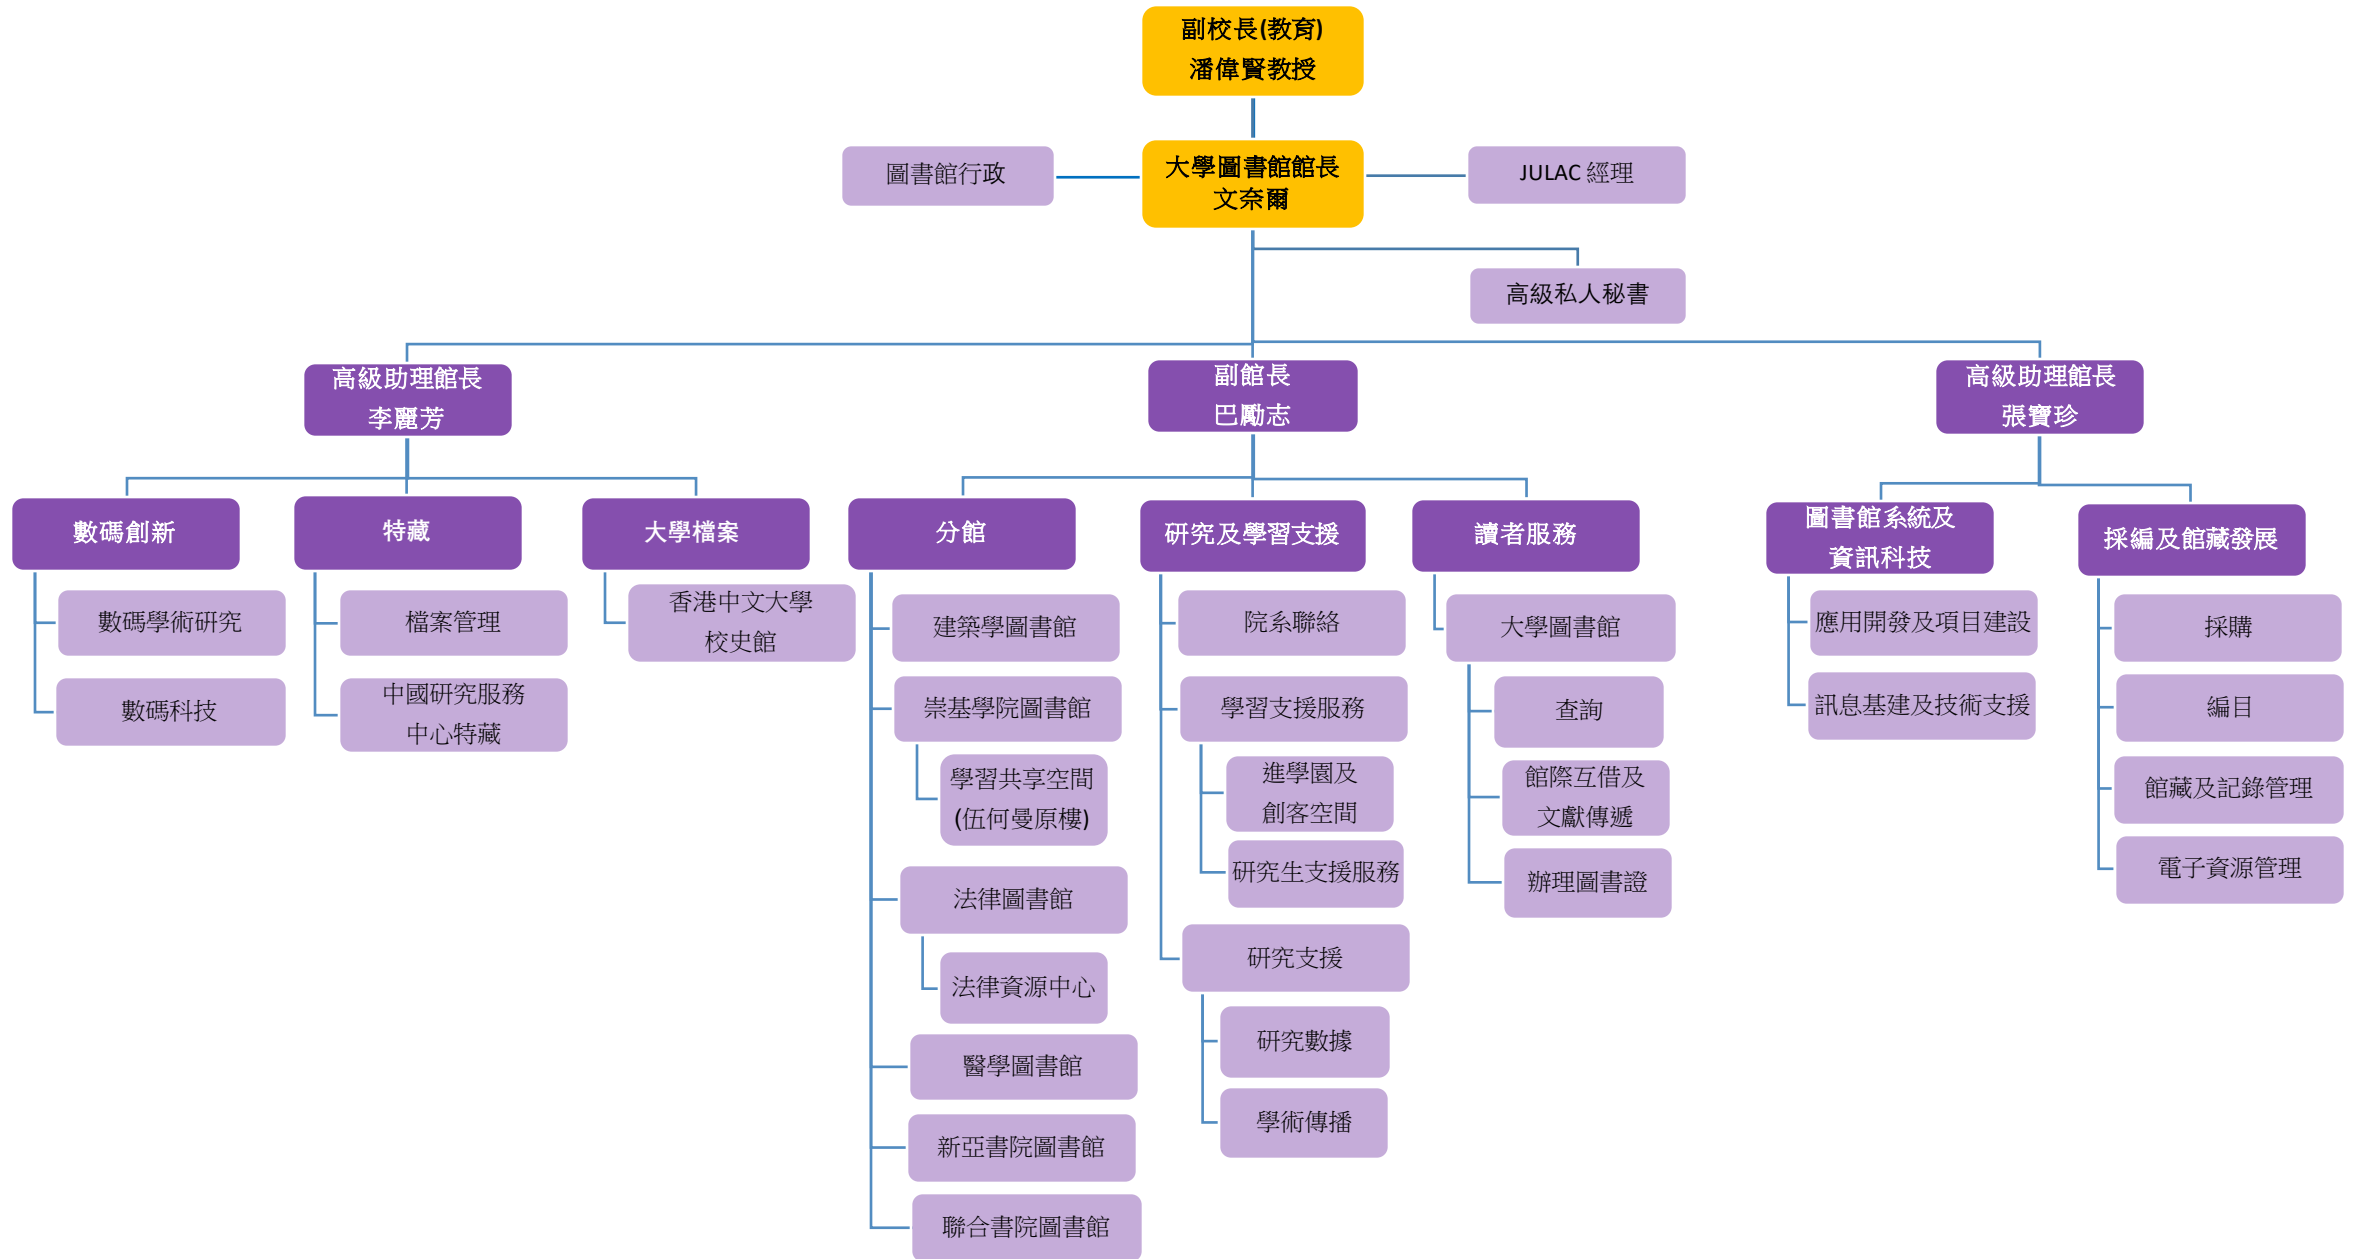 副校長(教育)
潘偉賢教授
大學圖書館館長
文奈爾
圖書館行政
JULAC 經理
高級私人秘書
高級助理館長
李麗芳
副館長
巴勵志
高級助理館長
張寶珍
數碼創新
數碼學術研究
數碼科技
特藏
檔案管理
中國研究服務
中心特藏
大學檔案
香港中文大學
校史館
分館
建築學圖書館
崇基學院圖書館
學習共享空間
(伍何曼原樓)
法律圖書館
法律資源中心
醫學圖書館
新亞書院圖書館
聯合書院圖書館
研究及學習支援
院系聯絡
學習支援服務
進學園及
創客空間
研究生支援服務
研究支援
研究數據
學術傳播
讀者服務
大學圖書館
查詢
館際互借及
文獻傳遞
辦理圖書證
圖書館系統及
資訊科技
應用開發及項目建設
訊息基建及技術支援
採編及館藏發展
採購
編目
館藏及記錄管理
電子資源管理